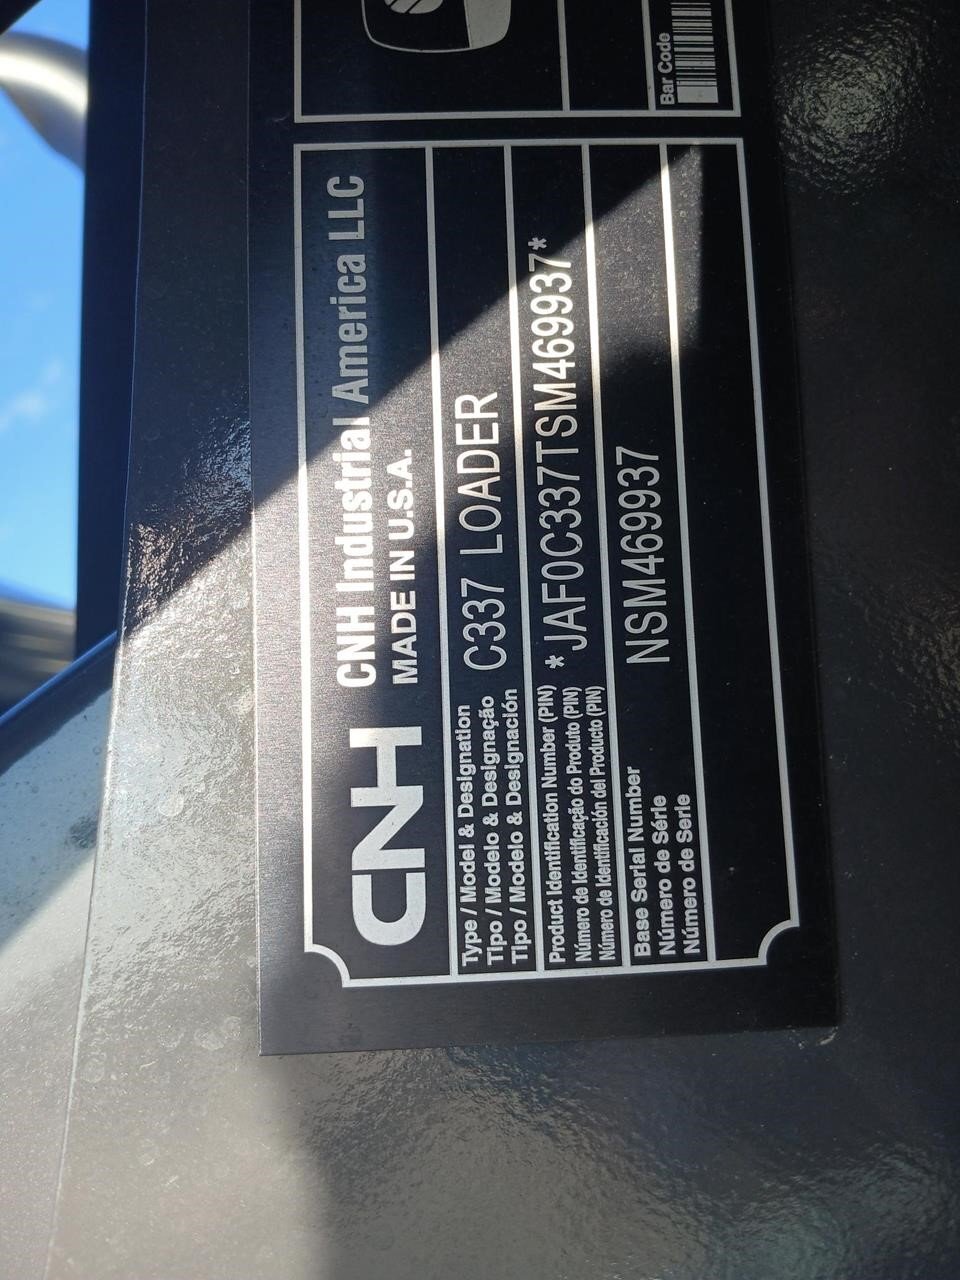 CNH CNH Industrial America LLC
MADE IN U.S.A.
Type / Model & Designation
Tipo / Modelo & Designação
Tipo / Modelo & Designación
C337 LOADER
Product Identification Number (PIN)
Número de Identificação do Produto (PIN)
Número de Identificación del Producto (PIN)
*JAF0C337TSM469937*
Base Serial Number
Número de Série
Número de Serie
NSM469937
Bar Code